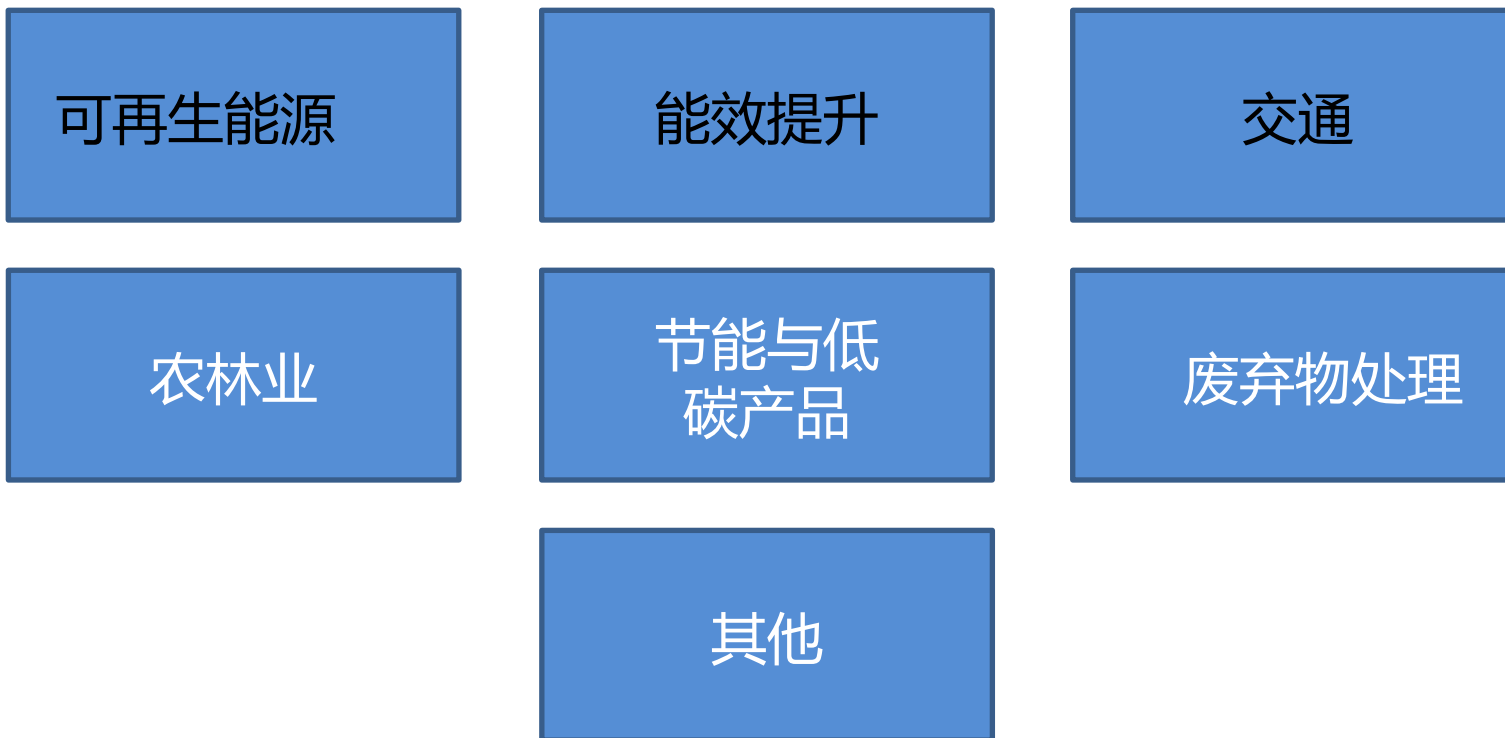 可再生能源
能效提升
交通
农林业
节能与低
碳产品
废弃物处理
其他